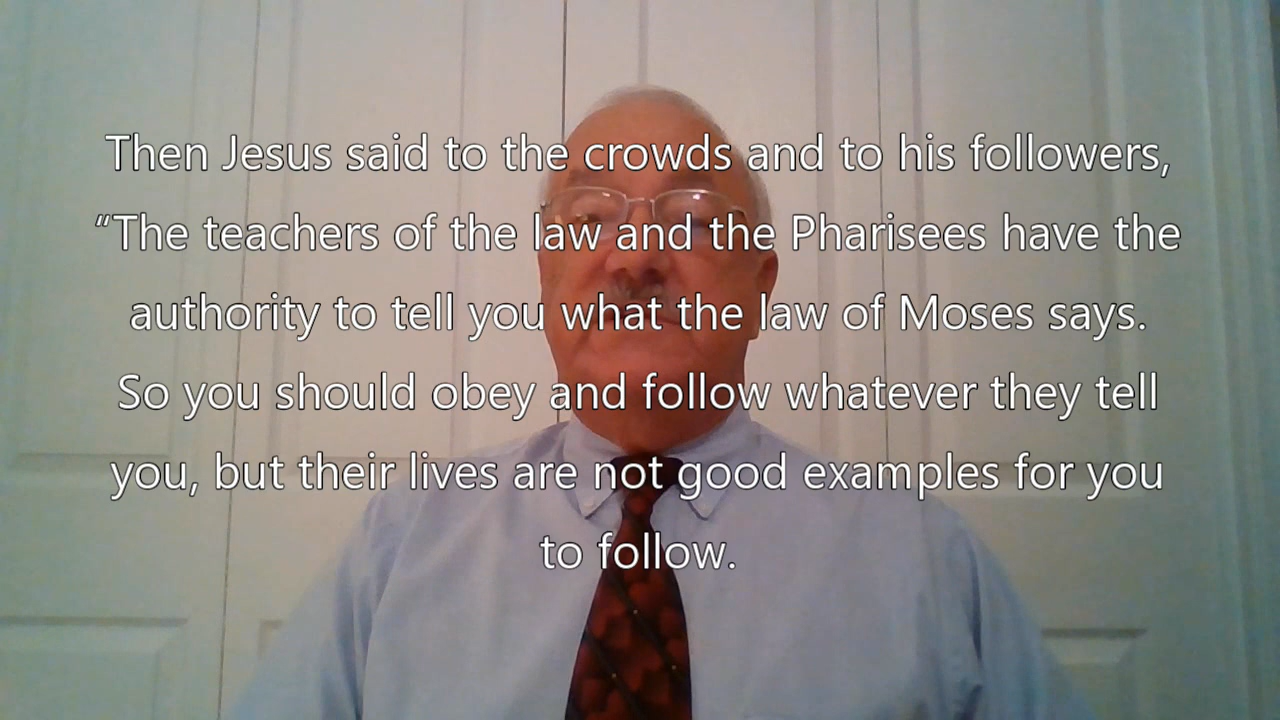 Then Jesus said to the crowds and to his followers,
“The teachers of the law and the Pharisees have the
authority to tell you what the law of Moses says.
So you should obey and follow whatever they tell
you, but their lives are not good examples for you
to follow.